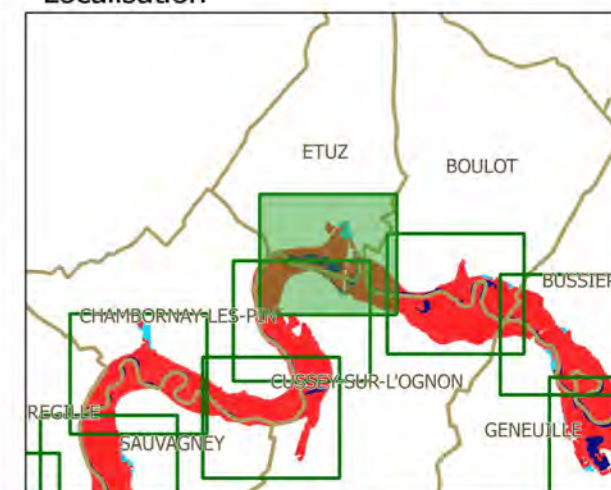 Localisation
ETUZ
BOULOT
BUSSIER
CHAMBORNAY-LES-PIN
CUSSEY-SUR-L'OGNON
REGILLE
SAUVAGNEY
GENEUILLE